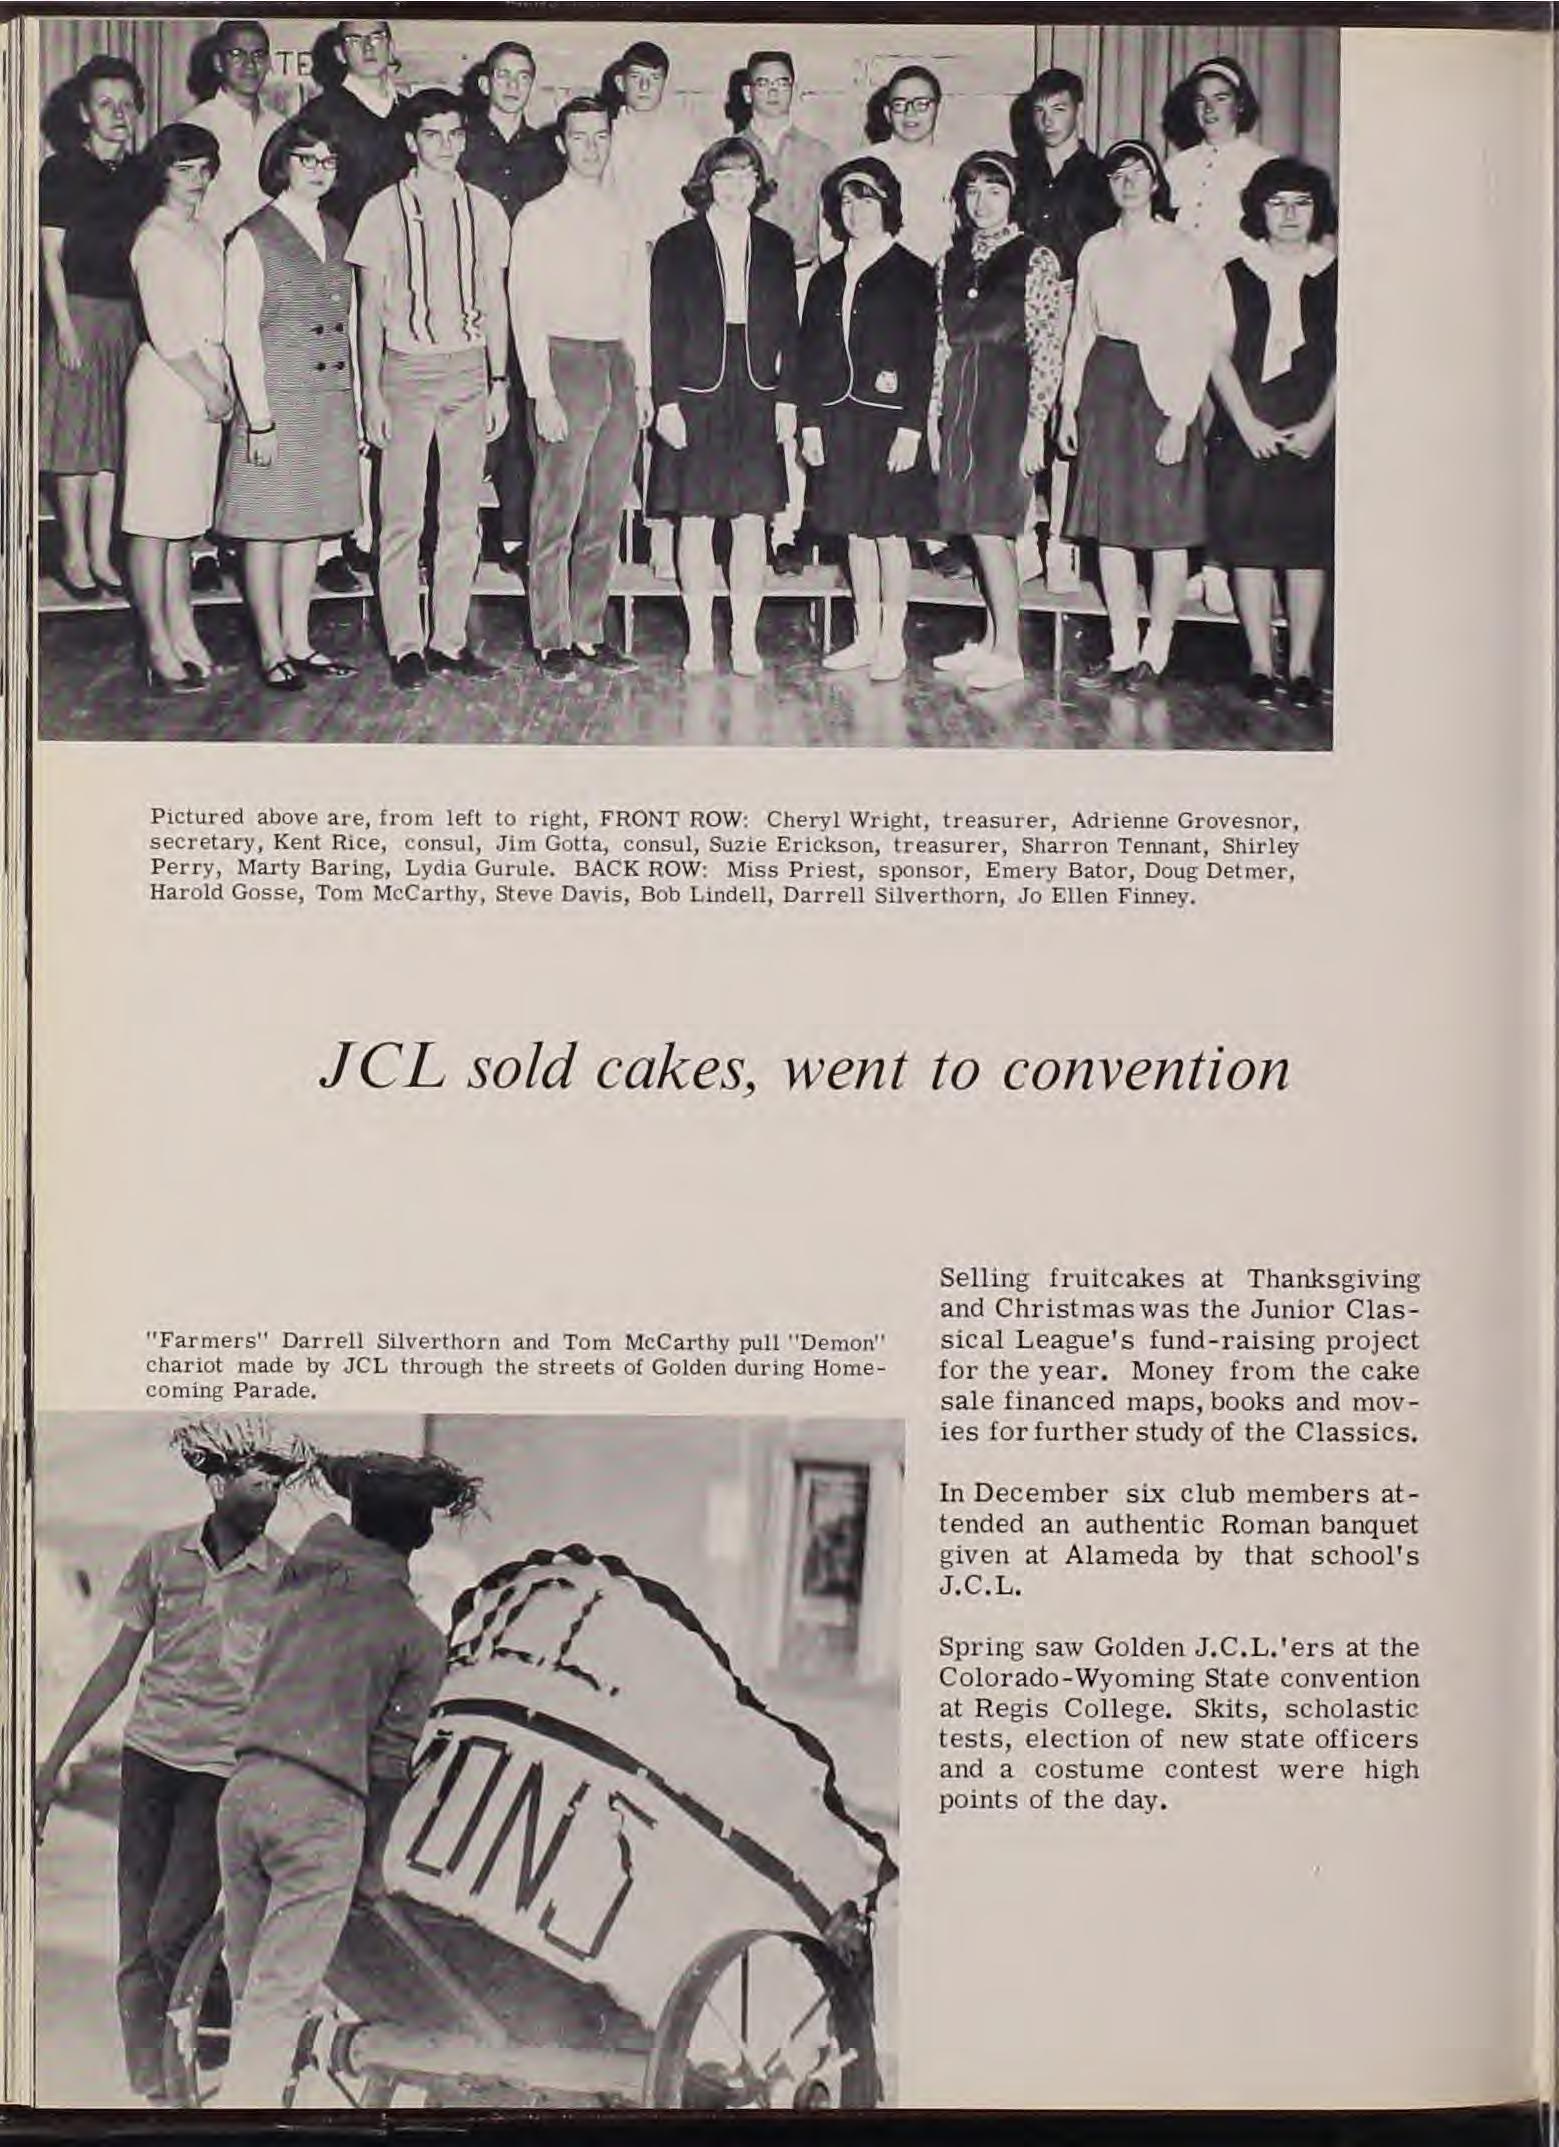 TE
Pictured above are, from left to right, FRONT ROW: Cheryl Wright, treasurer, Adrienne Grovesnor,
secretary, Kent Rice, consul, Jim Gotta, consul, Suzie Erickson, treasurer, Sharron Tennant, Shirley
Perry, Marty Baring, Lydia Gurule. BACK ROW: Miss Priest, sponsor, Emery Bator, Doug Detmer,
Harold Gosse, Tom McCarthy, Steve Davis, Bob Lindell, Darrell Silverthorn, Jo Ellen Finney.
JCL sold cakes, went to convention
"Farmers" Darrell Silverthorn and Tom McCarthy pull "Demon"
chariot made by JCL through the streets of Golden during Home-
coming Parade.
ONS
Selling fruitcakes at Thanksgiving
and Christmas was the Junior Clas-
sical League's fund-raising project
for the year. Money from the cake
sale financed maps, books and mov-
ies for further study of the Classics.
In December six club members at-
tended an authentic Roman banquet
given at Alameda by that school's
J.C.L.
Spring saw Golden J.C.L.'ers at the
Colorado-Wyoming State convention
at Regis College. Skits, scholastic
tests, election of new state officers
and a costume contest were high
points of the day.